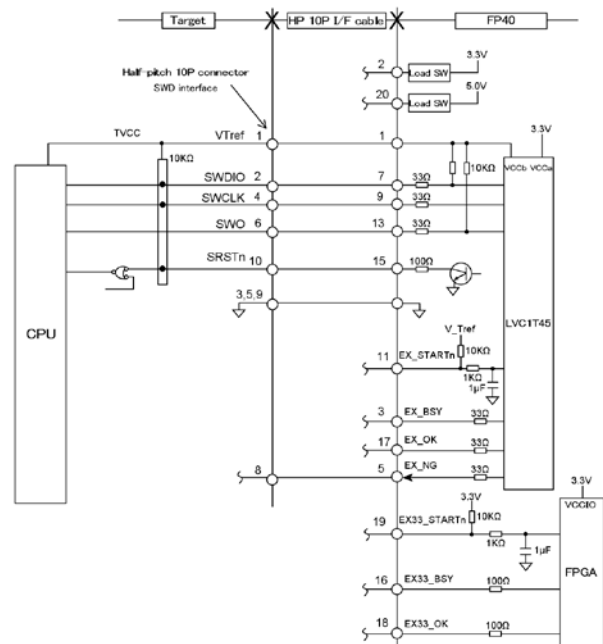 Target HP 10P I/F cable FP40
3.3V
2 Load SW
5.0V
20 Load SW
Half-pitch 10P connector
SWD interface
TVCC VTref 1 1
3.3V
10KΩ
10KΩ
VCCb VCCa
SWDIO 2 7 33Ω
SWCLK 4 9 33Ω
SWO 6 13 33Ω
SRSTn 10 15 100Ω
3,5,9
CPU
LVC1T45
V_Tref
10KΩ
11 EX_STARTn
1KΩ
1μF
3 EX_BSY 33Ω
17 EX_OK 33Ω
8 5 EX_NG 33Ω
3.3V
3.3V
VCCIO
19 EX33_STARTn 10KΩ
1KΩ
1μF
FPGA
16 EX33_BSY 100Ω
18 EX33_OK 100Ω